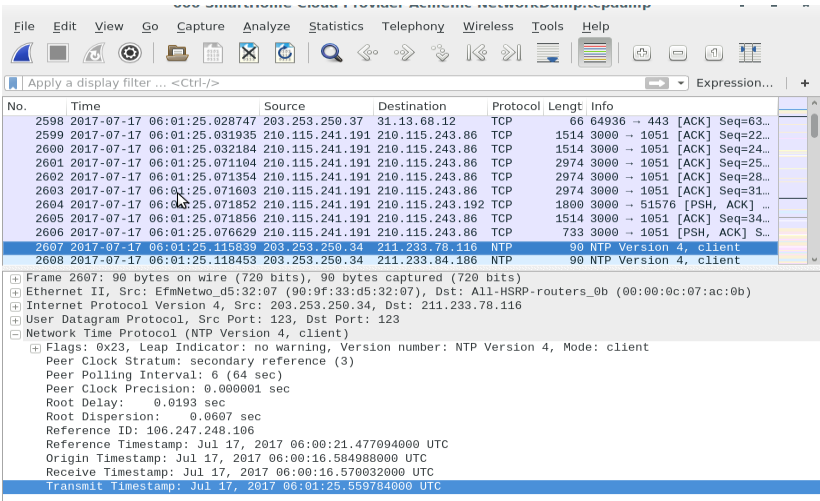 File Edit View Go Capture Analyze Statistics Telephony Wireless Tools Help
Apply a display filter ... <Ctrl-/> Expression... +
No. Time Source Destination Protocol Lengt Info
2598 2017-07-17 06:01:25.028747 203.253.250.37 31.13.68.12 TCP 66 64936 → 443 [ACK] Seq=63…
2599 2017-07-17 06:01:25.031935 210.115.241.191 210.115.243.86 TCP 1514 3000 → 1051 [ACK] Seq=22…
2600 2017-07-17 06:01:25.032184 210.115.241.191 210.115.243.86 TCP 1514 3000 → 1051 [ACK] Seq=24…
2601 2017-07-17 06:01:25.071104 210.115.241.191 210.115.243.86 TCP 2974 3000 → 1051 [ACK] Seq=25…
2602 2017-07-17 06:01:25.071354 210.115.241.191 210.115.243.86 TCP 2974 3000 → 1051 [ACK] Seq=28…
2603 2017-07-17 06:01:25.071603 210.115.241.191 210.115.243.86 TCP 2974 3000 → 1051 [ACK] Seq=31…
2604 2017-07-17 06:01:25.071852 210.115.241.191 210.115.243.192 TCP 1800 3000 → 51576 [PSH, ACK] …
2605 2017-07-17 06:01:25.071856 210.115.241.191 210.115.243.86 TCP 1514 3000 → 1051 [ACK] Seq=34…
2606 2017-07-17 06:01:25.076629 210.115.241.191 210.115.243.86 TCP 733 3000 → 1051 [PSH, ACK] S…
2607 2017-07-17 06:01:25.115839 203.253.250.34 211.233.78.116 NTP 90 NTP Version 4, client
2608 2017-07-17 06:01:25.118453 203.253.250.34 211.233.84.186 NTP 90 NTP Version 4, client
Frame 2607: 90 bytes on wire (720 bits), 90 bytes captured (720 bits)
Ethernet II, Src: EfmNetwo_d5:32:07 (90:9f:33:d5:32:07), Dst: All-HSRP-routers_0b (00:00:0c:07:ac:0b)
Internet Protocol Version 4, Src: 203.253.250.34, Dst: 211.233.78.116
User Datagram Protocol, Src Port: 123, Dst Port: 123
Network Time Protocol (NTP Version 4, client)
Flags: 0x23, Leap Indicator: no warning, Version number: NTP Version 4, Mode: client
Peer Clock Stratum: secondary reference (3)
Peer Polling Interval: 6 (64 sec)
Peer Clock Precision: 0.000001 sec
Root Delay: 0.0193 sec
Root Dispersion: 0.0607 sec
Reference ID: 106.247.248.106
Reference Timestamp: Jul 17, 2017 06:00:21.477094000 UTC
Origin Timestamp: Jul 17, 2017 06:00:16.584988000 UTC
Receive Timestamp: Jul 17, 2017 06:00:16.570032000 UTC
Transmit Timestamp: Jul 17, 2017 06:01:25.559784000 UTC